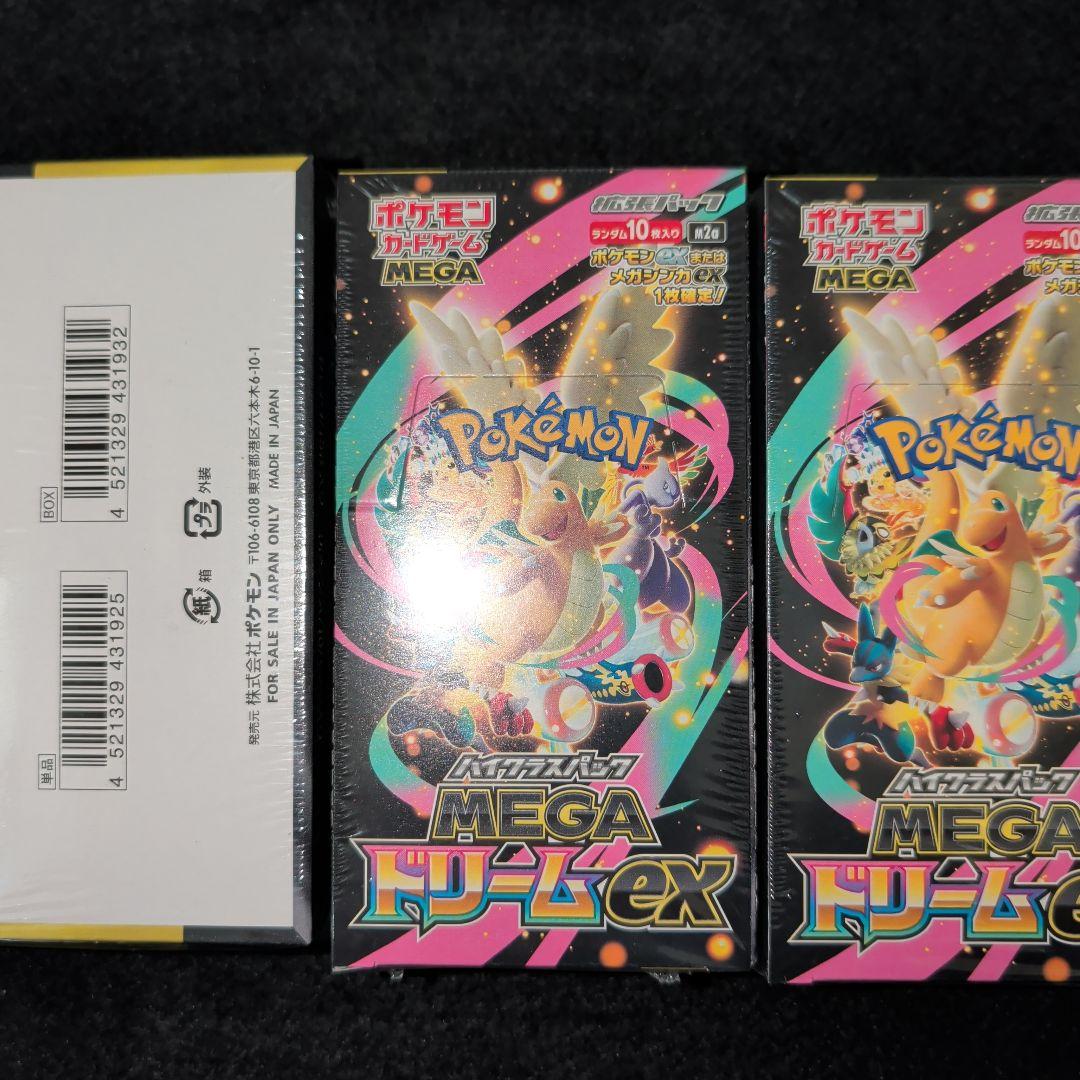 4 521329 431932
BOX
4 521329 431925
単品
外装
プラ
箱
紙
発売元 株式会社ポケモン 〒106-6108 東京都港区六本木6-10-1
FOR SALE IN JAPAN ONLY /MADE IN JAPAN
ポケモン
カードゲーム
MEGA
拡張パック
ランダム10枚入り m2a
ポケモンexまたは
メガシンカex
1枚確定!
POKéMON
TM
ハイクラスパック
MEGA
ドリームex
ポケモン
カードゲーム
MEGA
拡張
ランダム10
ポケモン
メガシ
POKéMON
ハイクラスパック
MEGA
ドリーム